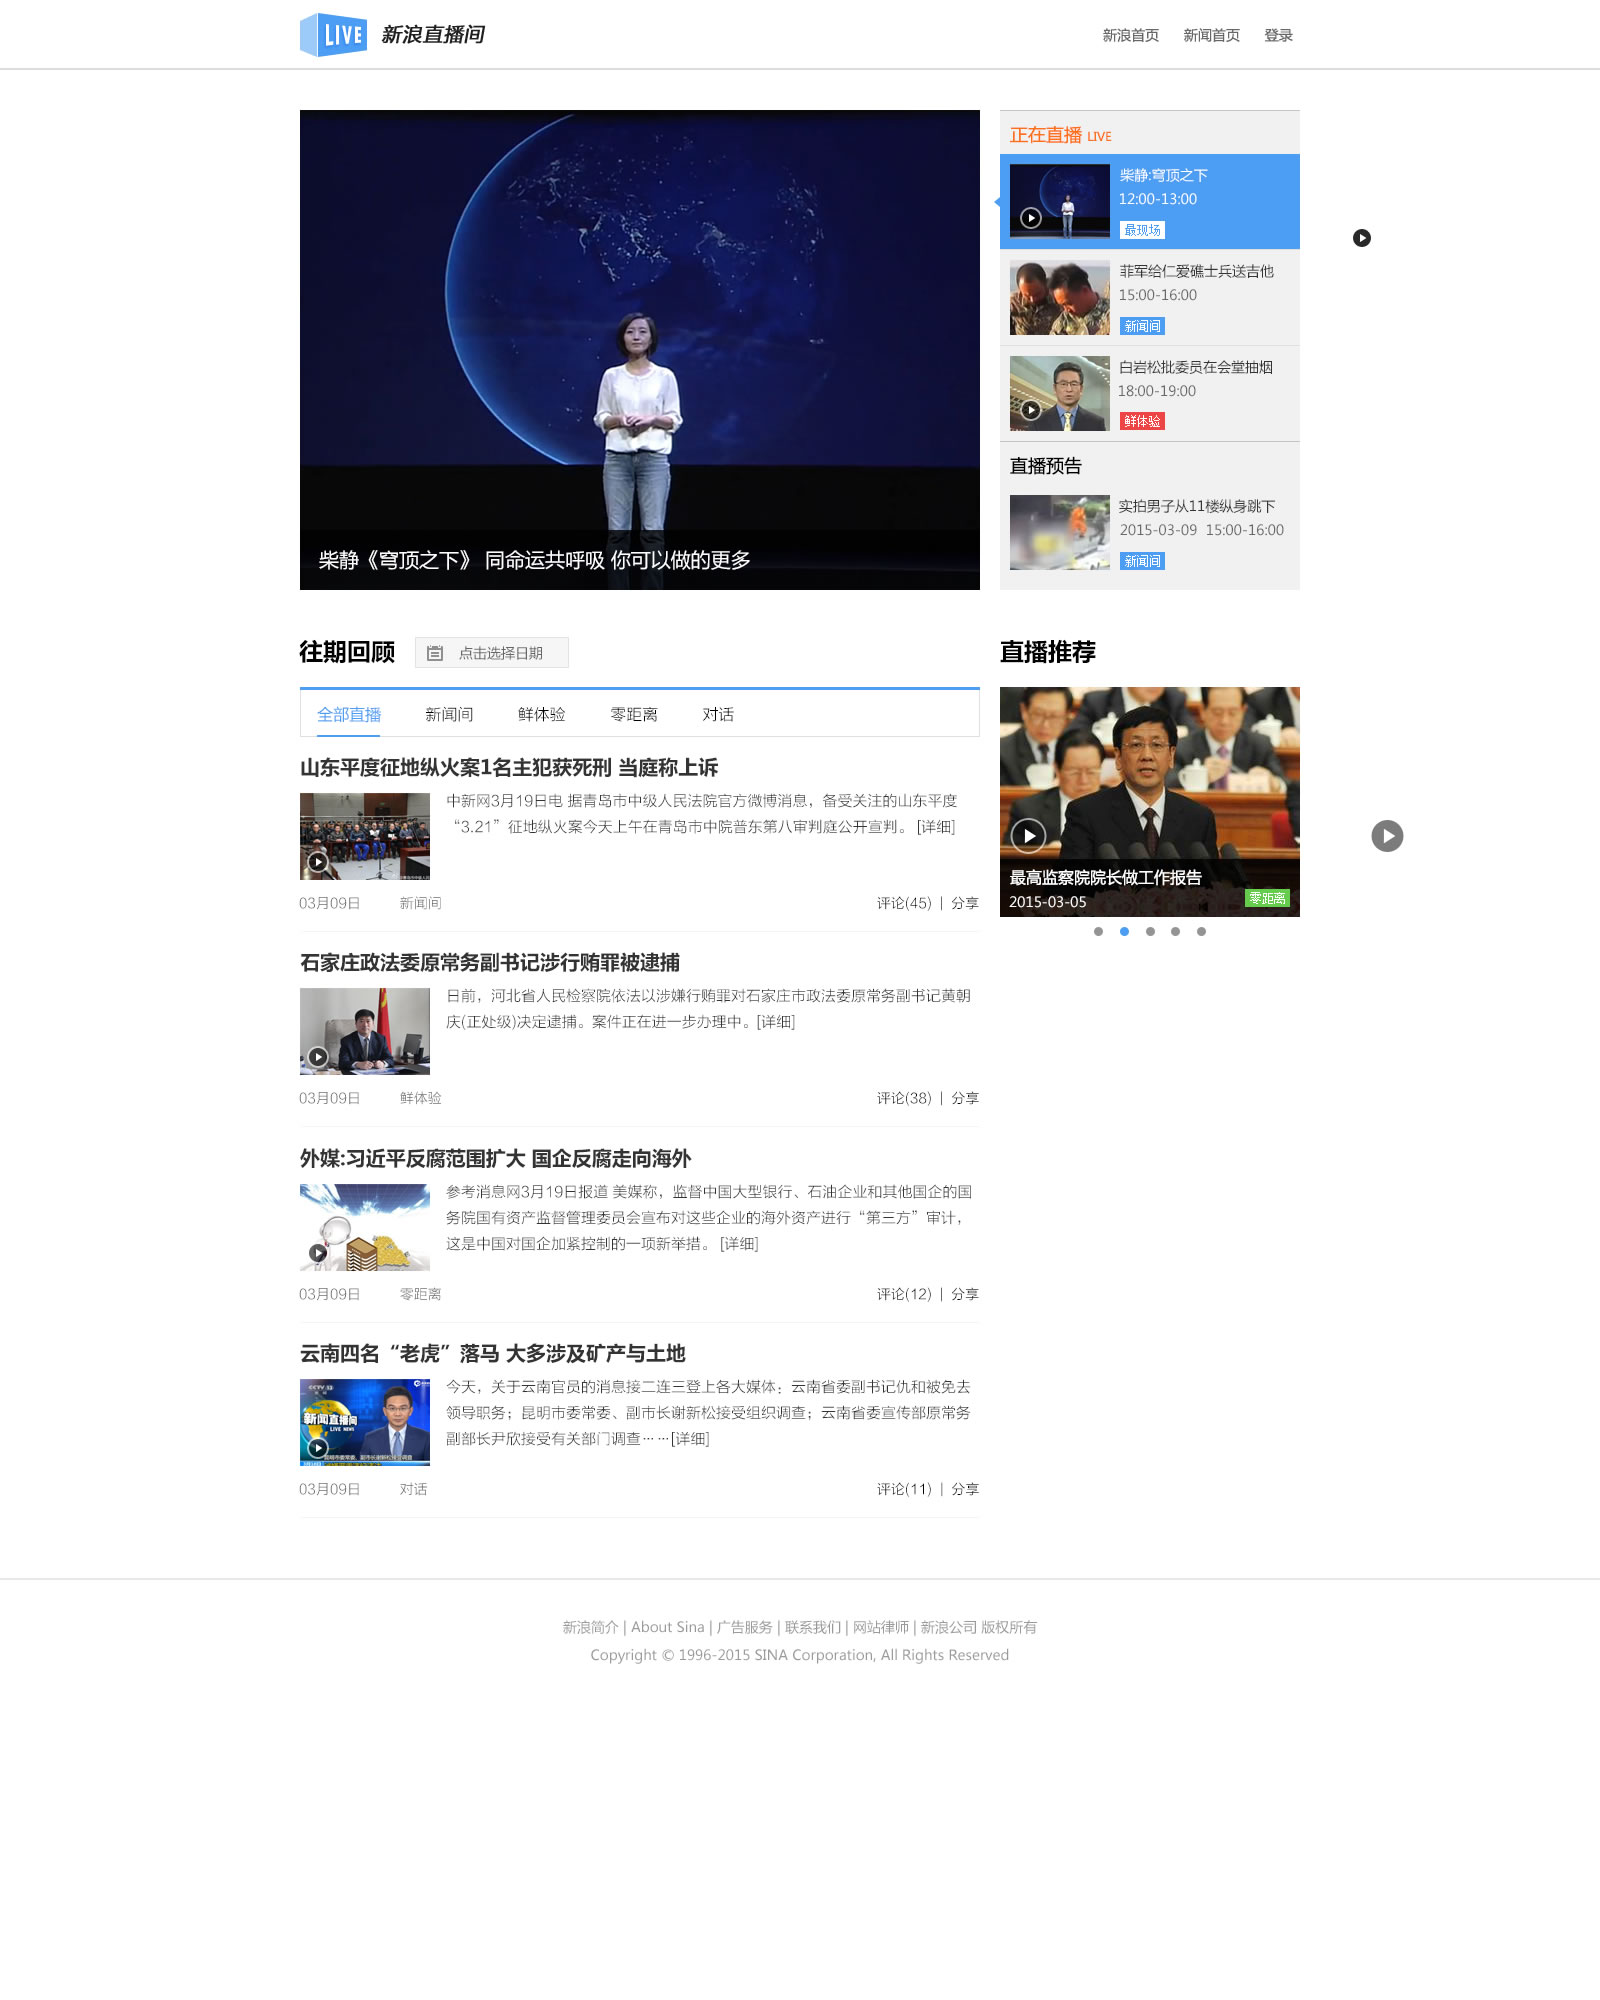 LIVE 新浪直播间
新浪首页 新闻首页 登录
柴静《穹顶之下》 同命运共呼吸 你可以做的更多
正在直播 LIVE
柴静:穹顶之下
12:00-13:00
最现场
菲军给仁爱礁士兵送吉他
15:00-16:00
新闻间
白岩松批委员在会堂抽烟
18:00-19:00
鲜体验
直播预告
实拍男子从11楼纵身跳下
2015-03-09 15:00-16:00
新闻间
往期回顾 点击选择日期
全部直播 新闻间 鲜体验 零距离 对话
山东平度征地纵火案1名主犯获死刑 当庭称上诉
中新网3月19日电 据青岛市中级人民法院官方微博消息，备受关注的山东平度
“3.21”征地纵火案今天上午在青岛市中院普东第八审判庭公开宣判。 [详细]
03月09日 新闻间 评论(45) | 分享
石家庄政法委原常务副书记涉行贿罪被逮捕
日前，河北省人民检察院依法以涉嫌行贿罪对石家庄市政法委原常务副书记黄朝
庆(正处级)决定逮捕。案件正在进一步办理中。[详细]
03月09日 鲜体验 评论(38) | 分享
外媒:习近平反腐范围扩大 国企反腐走向海外
参考消息网3月19日报道 美媒称，监督中国大型银行、石油企业和其他国企的国
务院国有资产监督管理委员会宣布对这些企业的海外资产进行“第三方”审计，
这是中国对国企加紧控制的一项新举措。 [详细]
03月09日 零距离 评论(12) | 分享
云南四名“老虎”落马 大多涉及矿产与土地
CCTV-13
新闻直播间
LIVE NEWS
昆明市委常委、副市长谢新松接受调查
今天，关于云南官员的消息接二连三登上各大媒体：云南省委副书记仇和被免去
领导职务；昆明市委常委、副市长谢新松接受组织调查；云南省委宣传部原常务
副部长尹欣接受有关部门调查……[详细]
03月09日 对话 评论(11) | 分享
直播推荐
最高监察院院长做工作报告
2015-03-05
零距离
新浪简介 | About Sina | 广告服务 | 联系我们 | 网站律师 | 新浪公司 版权所有
Copyright © 1996-2015 SINA Corporation, All Rights Reserved